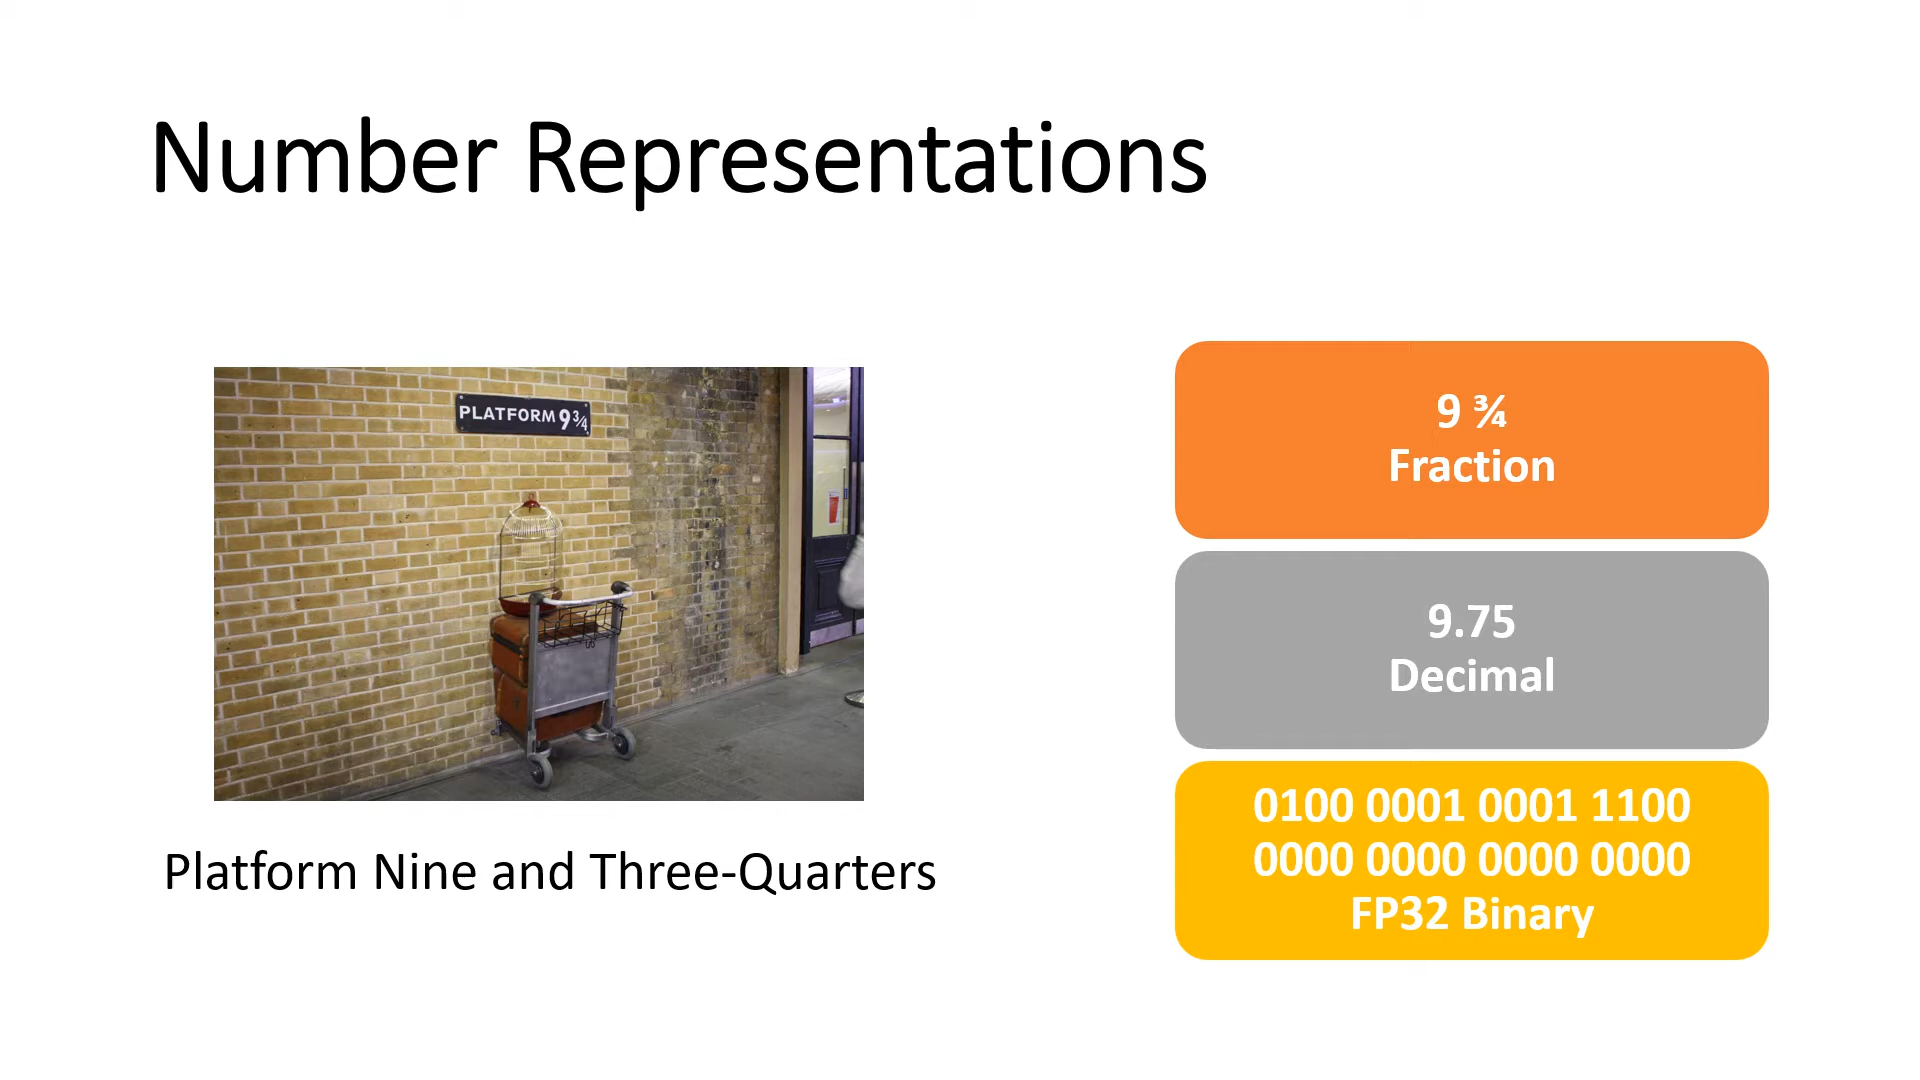 Number Representations
PLATFORM 9¾
Platform Nine and Three-Quarters
9 ¾
Fraction
9.75
Decimal
0100 0001 0001 1100
0000 0000 0000 0000
FP32 Binary